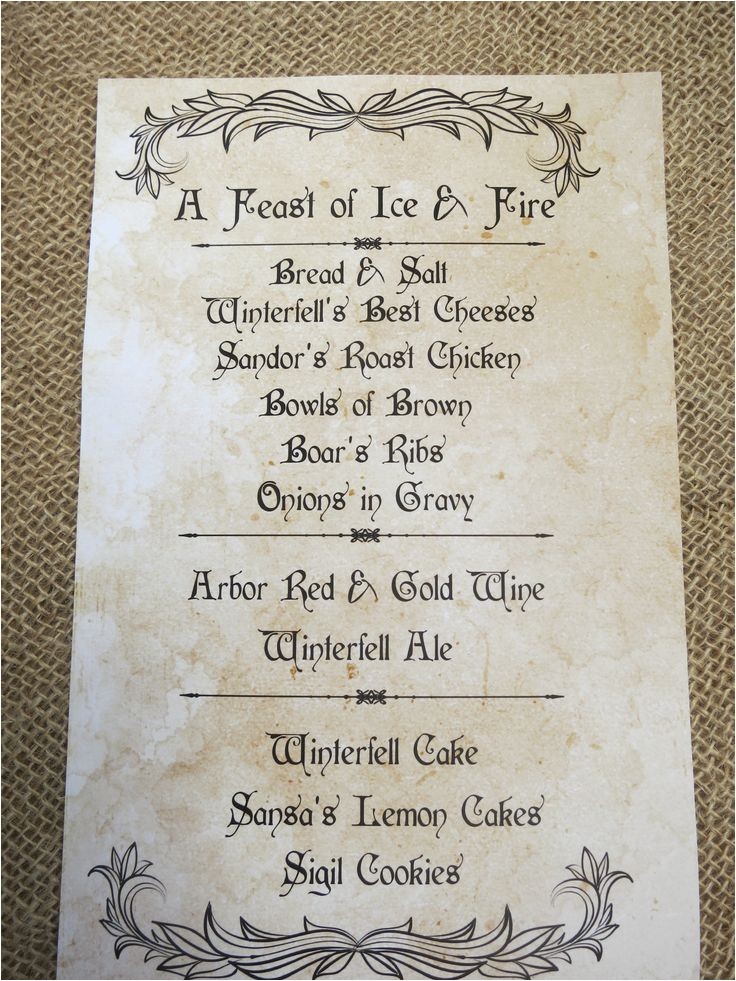 A Feast of Ice & Fire
Bread & Salt
Winterfell's Best Cheeses
Sandor's Roast Chicken
Bowls of Brown
Boar's Ribs
Onions in Gravy
Arbor Red & Gold Wine
Winterfell Ale
Winterfell Cake
Sansa's Lemon Cakes
Sigil Cookies